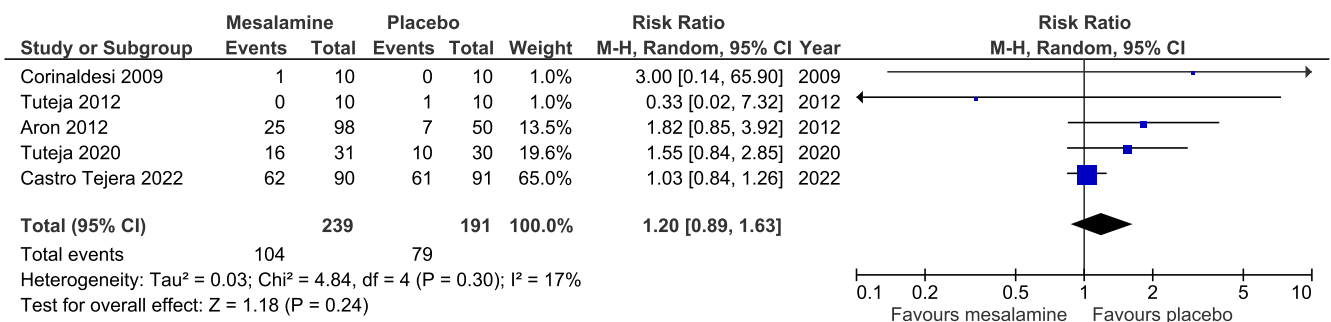 Mesalamine Placebo Risk Ratio Risk Ratio
Study or Subgroup Events Total Events Total Weight M-H, Random, 95% CI Year M-H, Random, 95% CI
Corinaldesi 2009 1 10 0 10 1.0% 3.00 [0.14, 65.90] 2009
Tuteja 2012 0 10 1 10 1.0% 0.33 [0.02, 7.32] 2012
Aron 2012 25 98 7 50 13.5% 1.82 [0.85, 3.92] 2012
Tuteja 2020 16 31 10 30 19.6% 1.55 [0.84, 2.85] 2020
Castro Tejera 2022 62 90 61 91 65.0% 1.03 [0.84, 1.26] 2022
Total (95% CI) 239 191 100.0% 1.20 [0.89, 1.63]
Total events 104 79
Heterogeneity: Tau² = 0.03; Chi² = 4.84, df = 4 (P = 0.30); I² = 17%
Test for overall effect: Z = 1.18 (P = 0.24)
0.1 0.2 0.5 1 2 5 10
Favours mesalamine Favours placebo